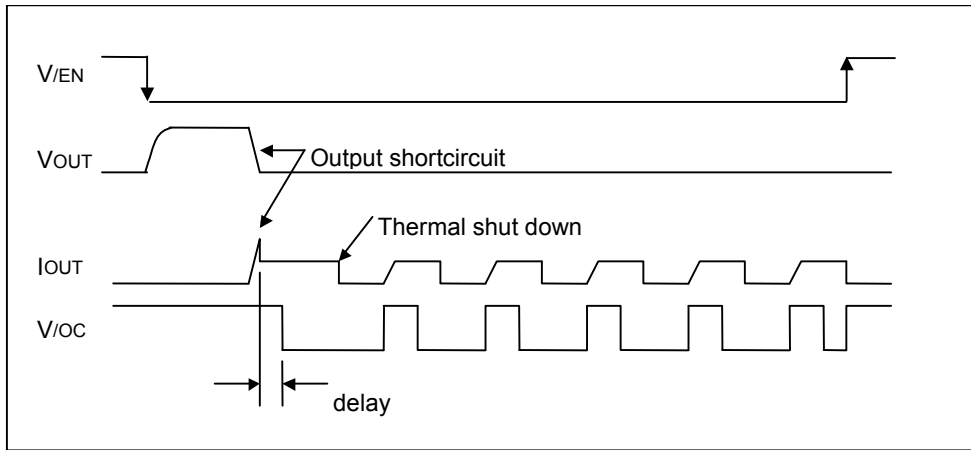 V/EN
VOUT
Output shortcircuit
Thermal shut down
IOUT
V/OC
delay